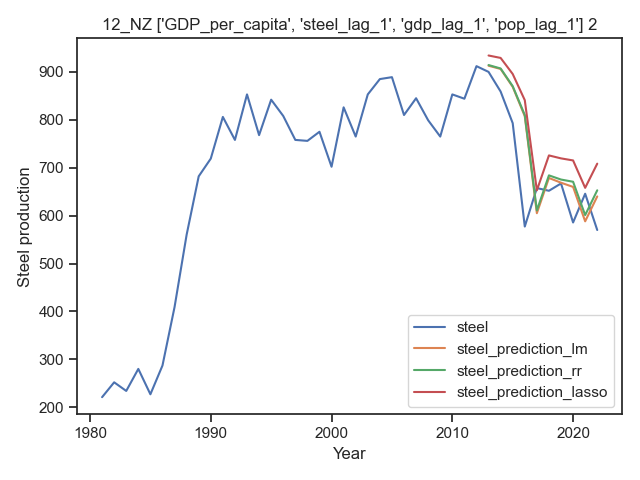 12_NZ ['GDP_per_capita', 'steel_lag_1', 'gdp_lag_1', 'pop_lag_1'] 2
900
800
700
600
500
400
300
200
Steel production
1980
1990
2000
2010
2020
Year
steel
steel_prediction_lm
steel_prediction_rr
steel_prediction_lasso